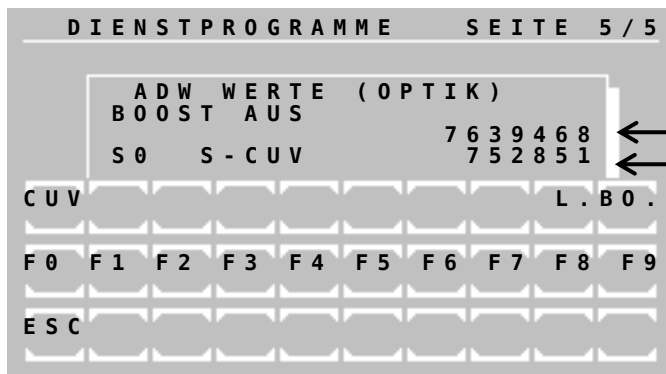 DIENSTPROGRAMME SEITE 5/5
ADW WERTE (OPTIK)
BOOST AUS
7639468
S0 S-CUV 752851
CUV L.BO.
F0 F1 F2 F3 F4 F5 F6 F7 F8 F9
ESC